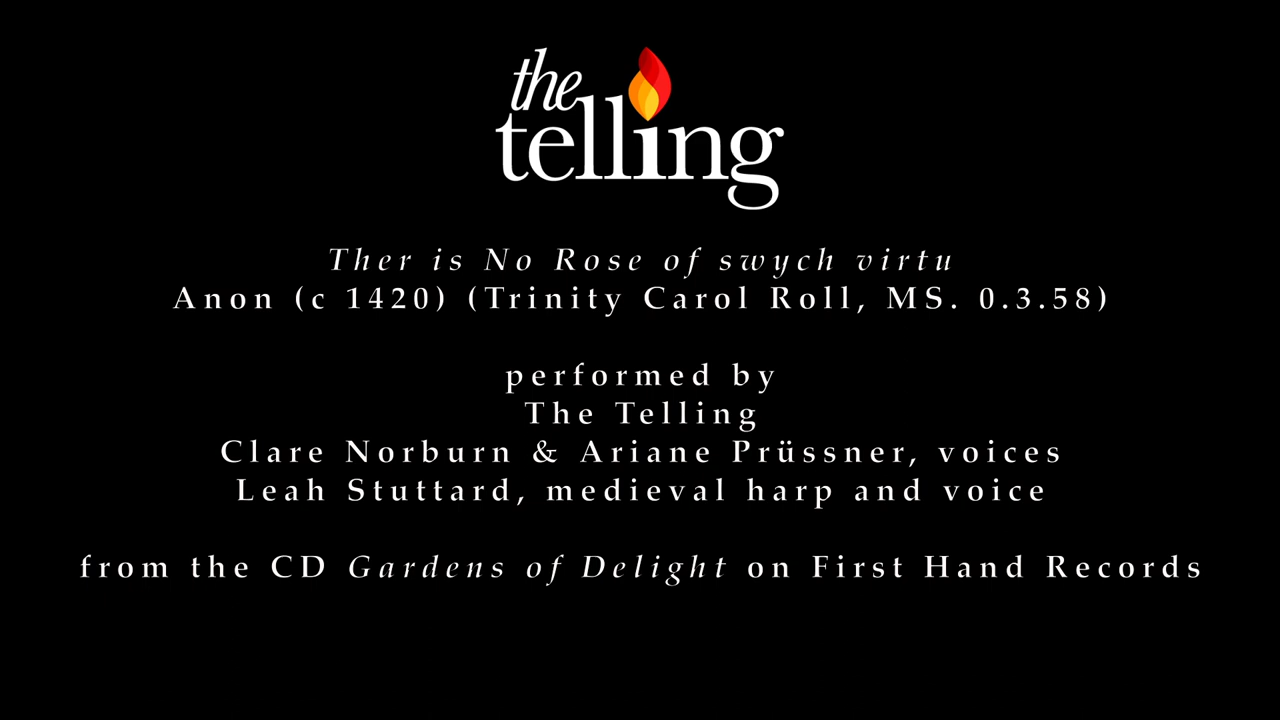 the
telling
Ther is No Rose of swych virtu
Anon (c 1420) (Trinity Carol Roll, MS. 0.3.58)
performed by
The Telling
Clare Norburn & Ariane Prüssner, voices
Leah Stuttard, medieval harp and voice
from the CD Gardens of Delight on First Hand Records